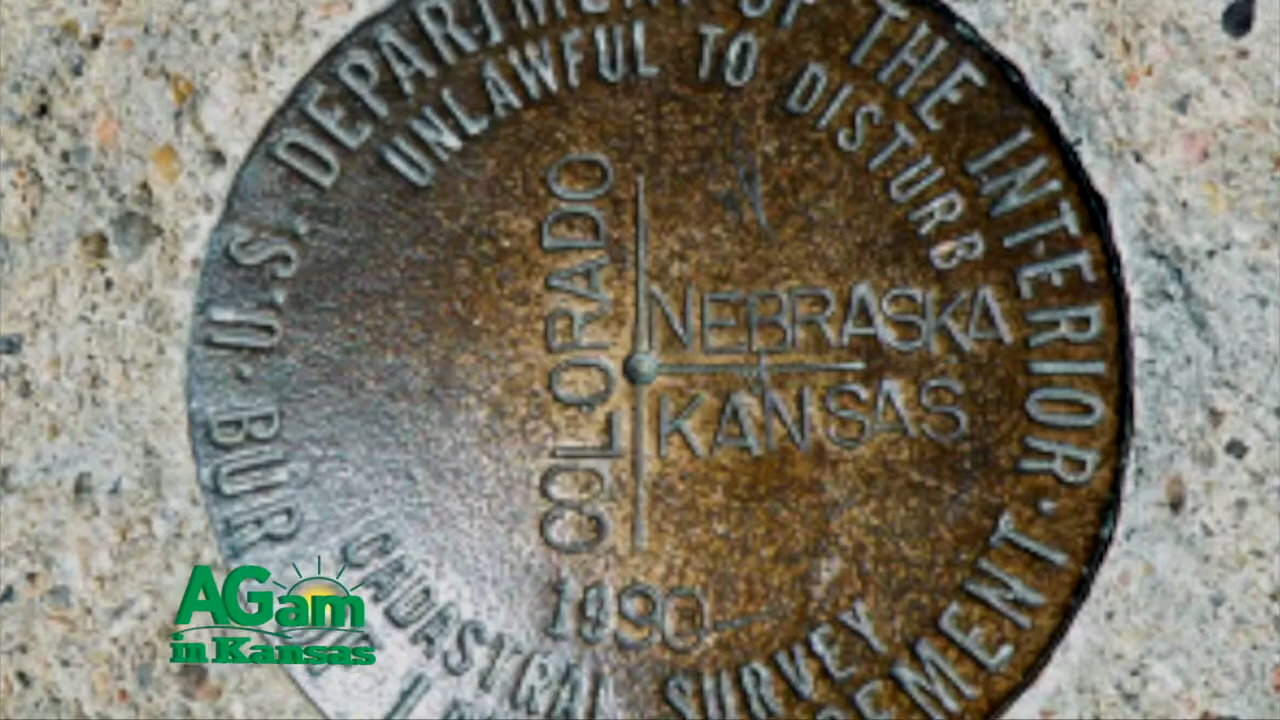 U.S. DEPARTMENT OF THE INTERIOR
UNLAWFUL TO DISTURB
COLORADO
NEBRASKA
KANSAS
1990
CADASTRAL SURVEY
BUR
AGam
in Kansas